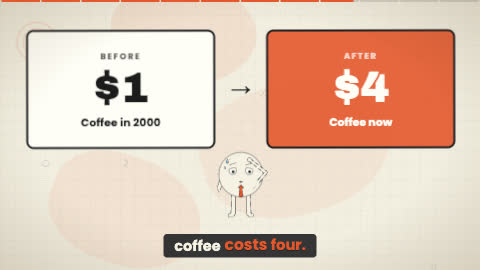 BEFORE
$1
Coffee in 2000
→
AFTER
$4
Coffee now
coffee costs four.